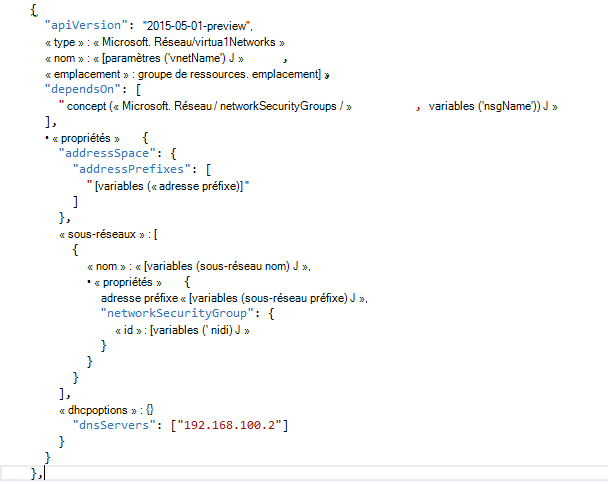 {
"apiVersion": "2015-05-01-preview",
« type » : « Microsoft. Réseau/virtua1Networks »
« nom » : « [paramètres ('vnetName') J » ,
« emplacement » : groupe de ressources. emplacement] »,
"dependsOn": [
" concept (« Microsoft. Réseau / networkSecurityGroups / » , variables ('nsgName')) J »
],
• « propriétés » {
"addressSpace": {
"addressPrefixes": [
" [variables (« adresse préfixe)] "
]
},
« sous-réseaux » : [
{
« nom » : « [variables (sous-réseau nom) J »,
• « propriétés » {
adresse préfixe « [variables (sous-réseau préfixe) J »,
"networkSecurityGroup": {
« id » : [variables (' nidi) J »
}
}
}
],
« dhcpoptions » : {}
"dnsServers": ["192.168.100.2"]
}
}
},